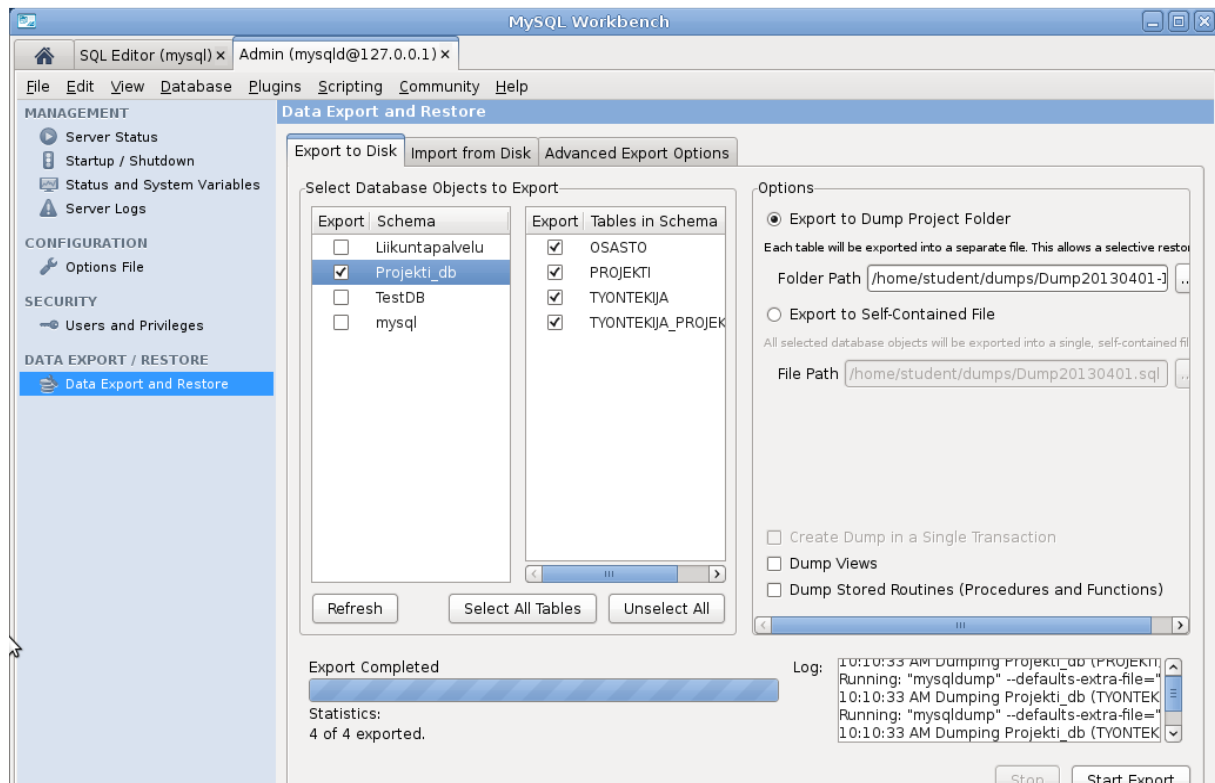 MySQL Workbench
SQL Editor (mysql) × Admin (mysqld@127.0.0.1) ×
File Edit View Database Plugins Scripting Community Help
MANAGEMENT
Server Status
Startup / Shutdown
Status and System Variables
Server Logs
CONFIGURATION
Options File
SECURITY
Users and Privileges
DATA EXPORT / RESTORE
Data Export and Restore
Data Export and Restore
Export to Disk Import from Disk Advanced Export Options
Select Database Objects to Export
Export Schema
Liikuntapalvelu
Projekti_db
TestDB
mysql
Export Tables in Schema
OSASTO
PROJEKTI
TYONTEKIJA
TYONTEKIJA_PROJEK
Refresh Select All Tables Unselect All
Options
Export to Dump Project Folder
Each table will be exported into a separate file. This allows a selective restor
Folder Path /home/student/dumps/Dump20130401-1 ..
Export to Self-Contained File
All selected database objects will be exported into a single, self-contained fil
File Path /home/student/dumps/Dump20130401.sql ..
Create Dump in a Single Transaction
Dump Views
Dump Stored Routines (Procedures and Functions)
Export Completed
Statistics:
4 of 4 exported.
Log:
10:10:33 AM Dumping Projekti_db (PROJEKTI)
Running: "mysqldump" --defaults-extra-file="
10:10:33 AM Dumping Projekti_db (TYONTEK
Running: "mysqldump" --defaults-extra-file="
10:10:33 AM Dumping Projekti_db (TYONTEK
Stop Start Export